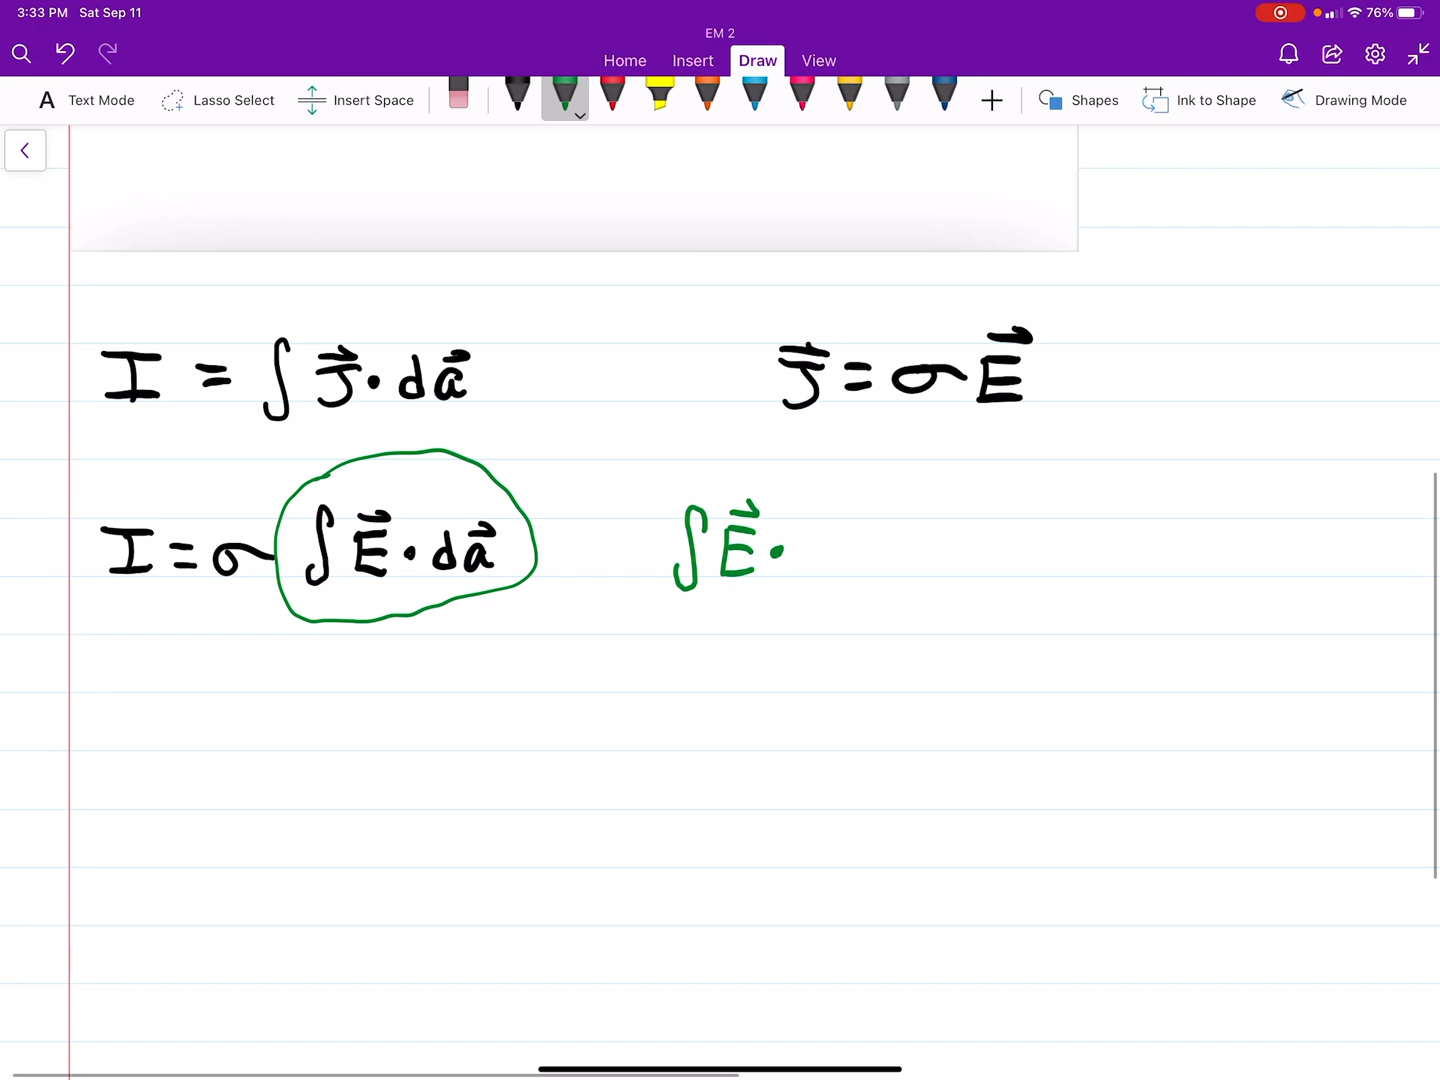 3:33 PM Sat Sep 11 76%
EM 2
Home Insert Draw View
A Text Mode Lasso Select Insert Space Shapes Ink to Shape Drawing Mode
I = ∫ J⃗ · da⃗ J⃗ = σ E⃗
I = σ ∫ E⃗ · da⃗ ∫ E⃗ ·